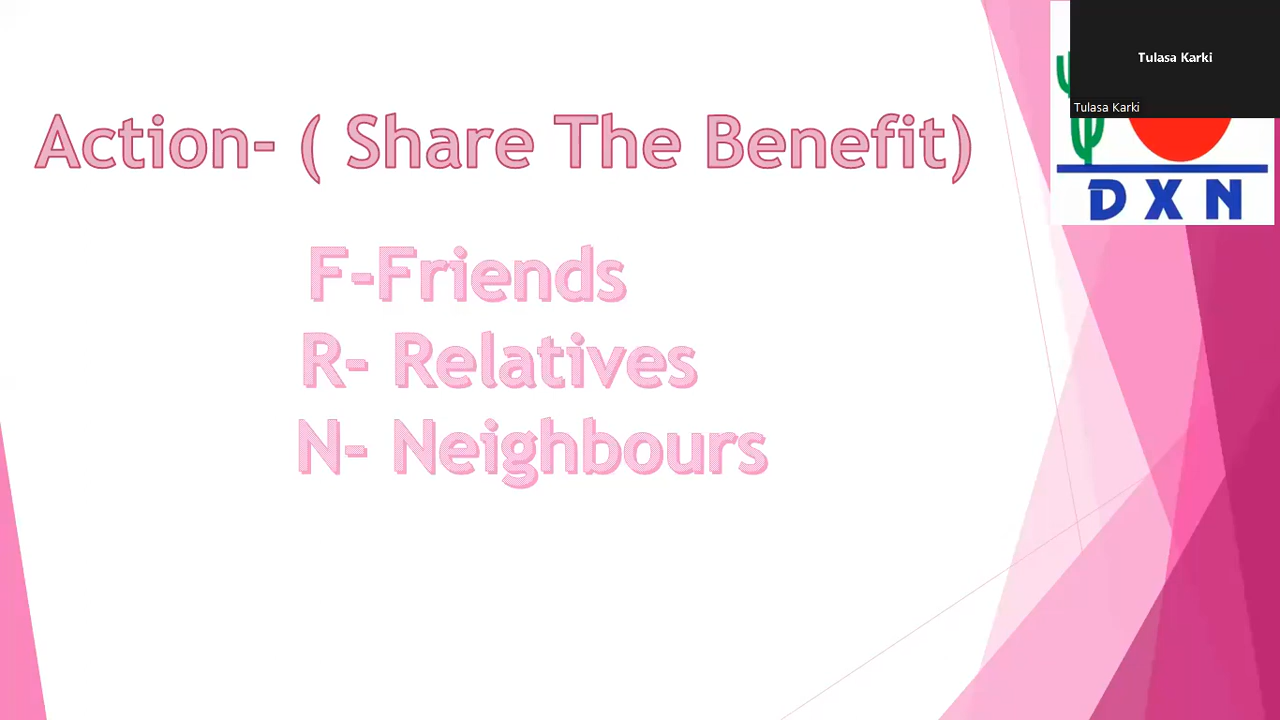 Tulasa Karki
Tulasa Karki
Action- ( Share The Benefit)
DXN
F-Friends
R- Relatives
N- Neighbours